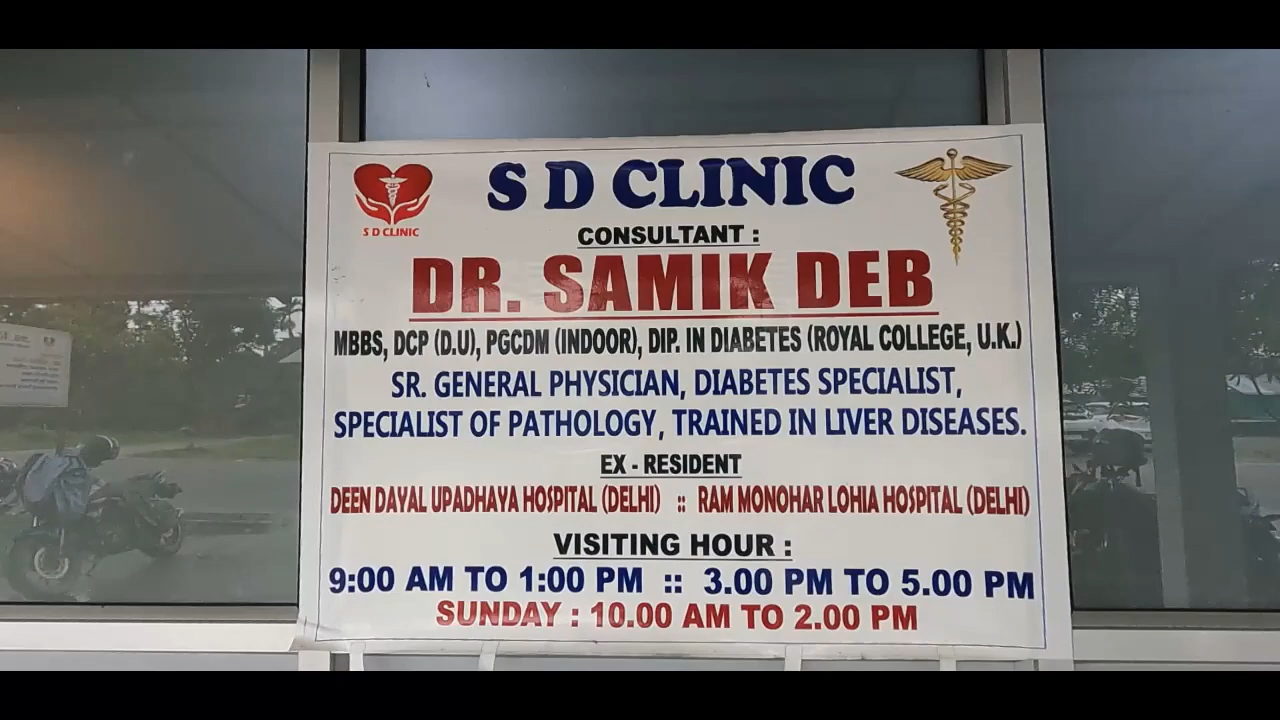 S D CLINIC
S D CLINIC
CONSULTANT :
DR. SAMIK DEB
MBBS, DCP (D.U), PGCDM (INDOOR), DIP. IN DIABETES (ROYAL COLLEGE, U.K.)
SR. GENERAL PHYSICIAN, DIABETES SPECIALIST,
SPECIALIST OF PATHOLOGY, TRAINED IN LIVER DISEASES.
EX - RESIDENT
DEEN DAYAL UPADHAYA HOSPITAL (DELHI) :: RAM MONOHAR LOHIA HOSPITAL (DELHI)
VISITING HOUR :
9:00 AM TO 1:00 PM :: 3.00 PM TO 5.00 PM
SUNDAY : 10.00 AM TO 2.00 PM